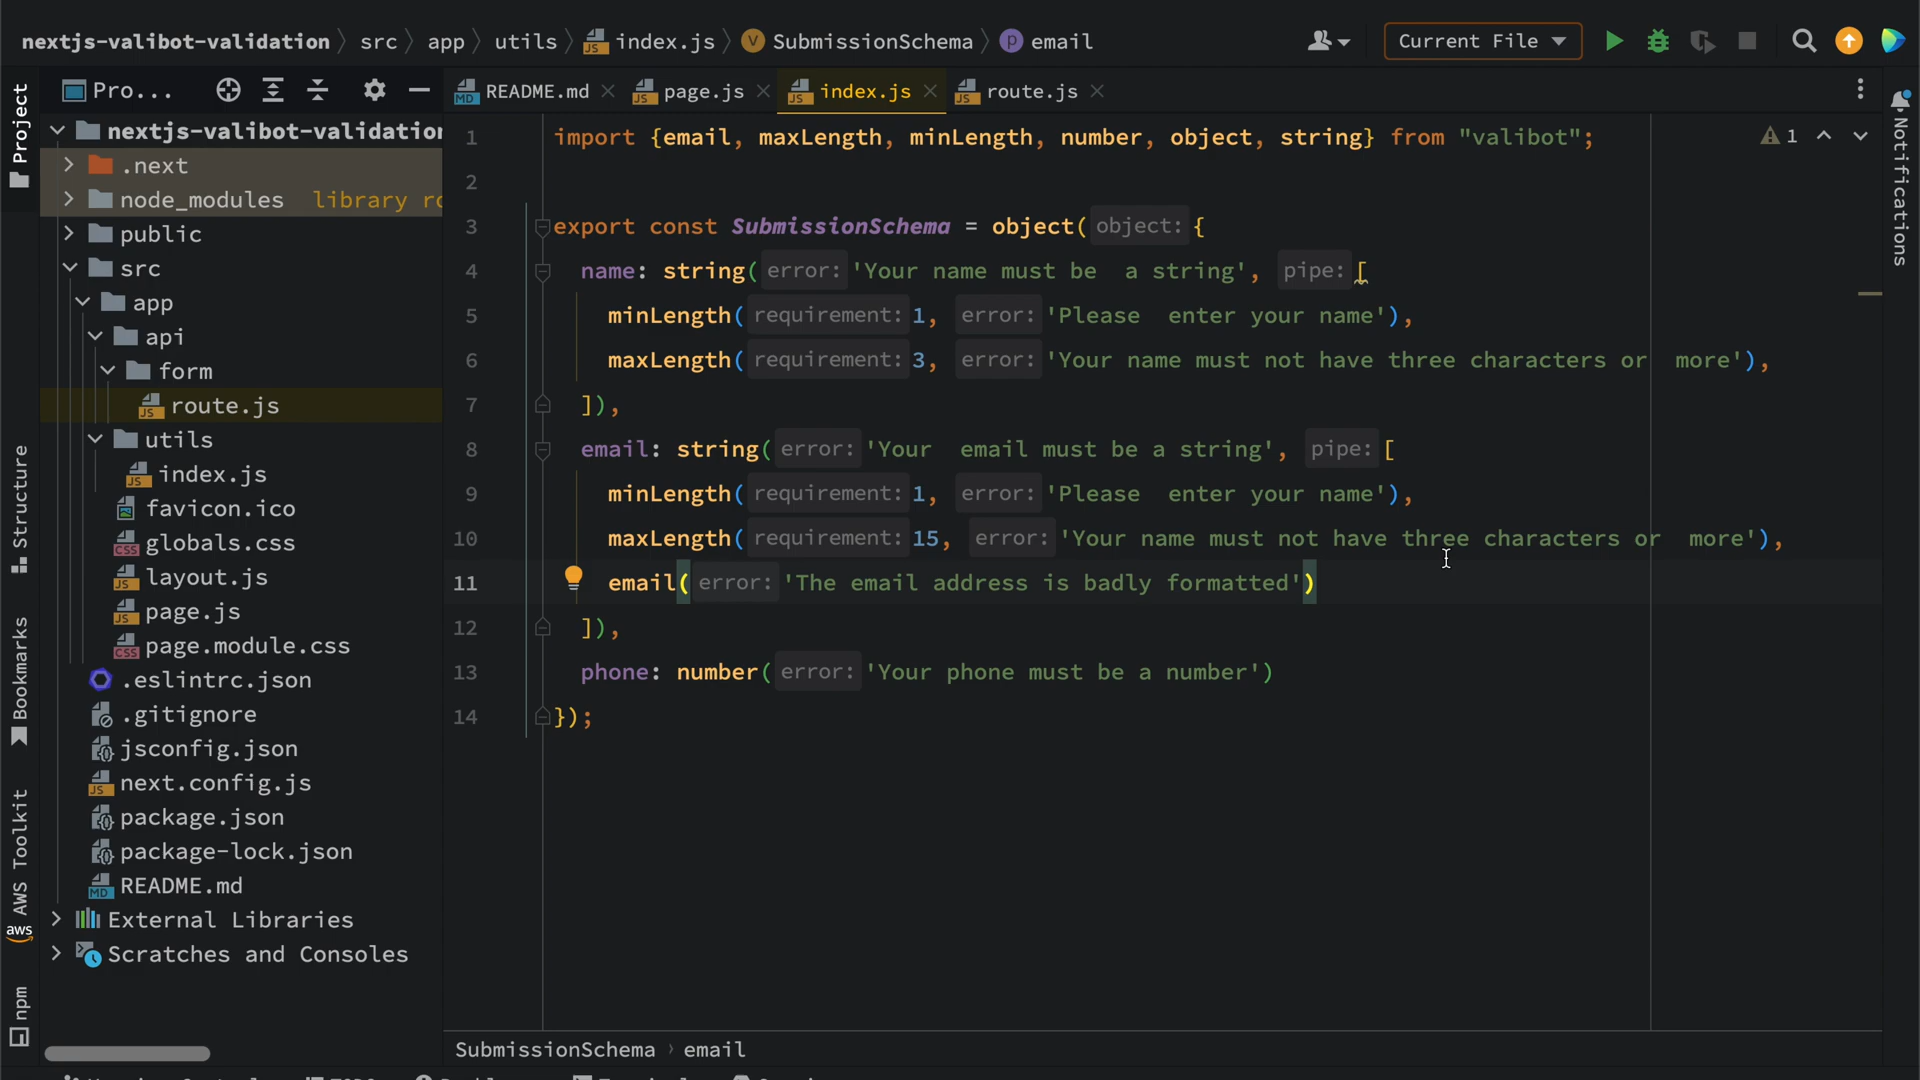 nextjs-valibot-validation src app utils index.js SubmissionSchema email Current File
Project
Pro...
README.md page.js index.js route.js
nextjs-valibot-validation
.next
node_modules library
public
src
app
api
form
route.js
utils
index.js
favicon.ico
globals.css
layout.js
page.js
page.module.css
.eslintrc.json
.gitignore
jsconfig.json
next.config.js
package.json
package-lock.json
README.md
External Libraries
Scratches and Consoles
Structure
Bookmarks
AWS Toolkit
aws
npm
1 import {email, maxLength, minLength, number, object, string} from "valibot";
2
3 export const SubmissionSchema = object( object: {
4 name: string( error: 'Your name must be  a string', pipe: [
5 minLength( requirement: 1, error: 'Please  enter your name'),
6 maxLength( requirement: 3, error: 'Your name must not have three characters or  more'),
7 ]),
8 email: string( error: 'Your  email must be a string', pipe: [
9 minLength( requirement: 1, error: 'Please  enter your name'),
10 maxLength( requirement: 15, error: 'Your name must not have three characters or  more'),
11 email( error: 'The email address is badly formatted')
12 ]),
13 phone: number( error: 'Your phone must be a number')
14 });
1
Notifications
SubmissionSchema › email